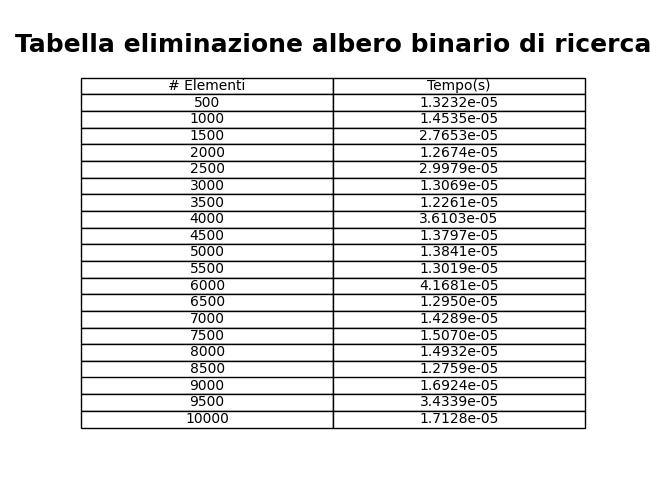 Tabella eliminazione albero binario di ricerca
# Elementi Tempo(s)
500 1.3232e-05
1000 1.4535e-05
1500 2.7653e-05
2000 1.2674e-05
2500 2.9979e-05
3000 1.3069e-05
3500 1.2261e-05
4000 3.6103e-05
4500 1.3797e-05
5000 1.3841e-05
5500 1.3019e-05
6000 4.1681e-05
6500 1.2950e-05
7000 1.4289e-05
7500 1.5070e-05
8000 1.4932e-05
8500 1.2759e-05
9000 1.6924e-05
9500 3.4339e-05
10000 1.7128e-05